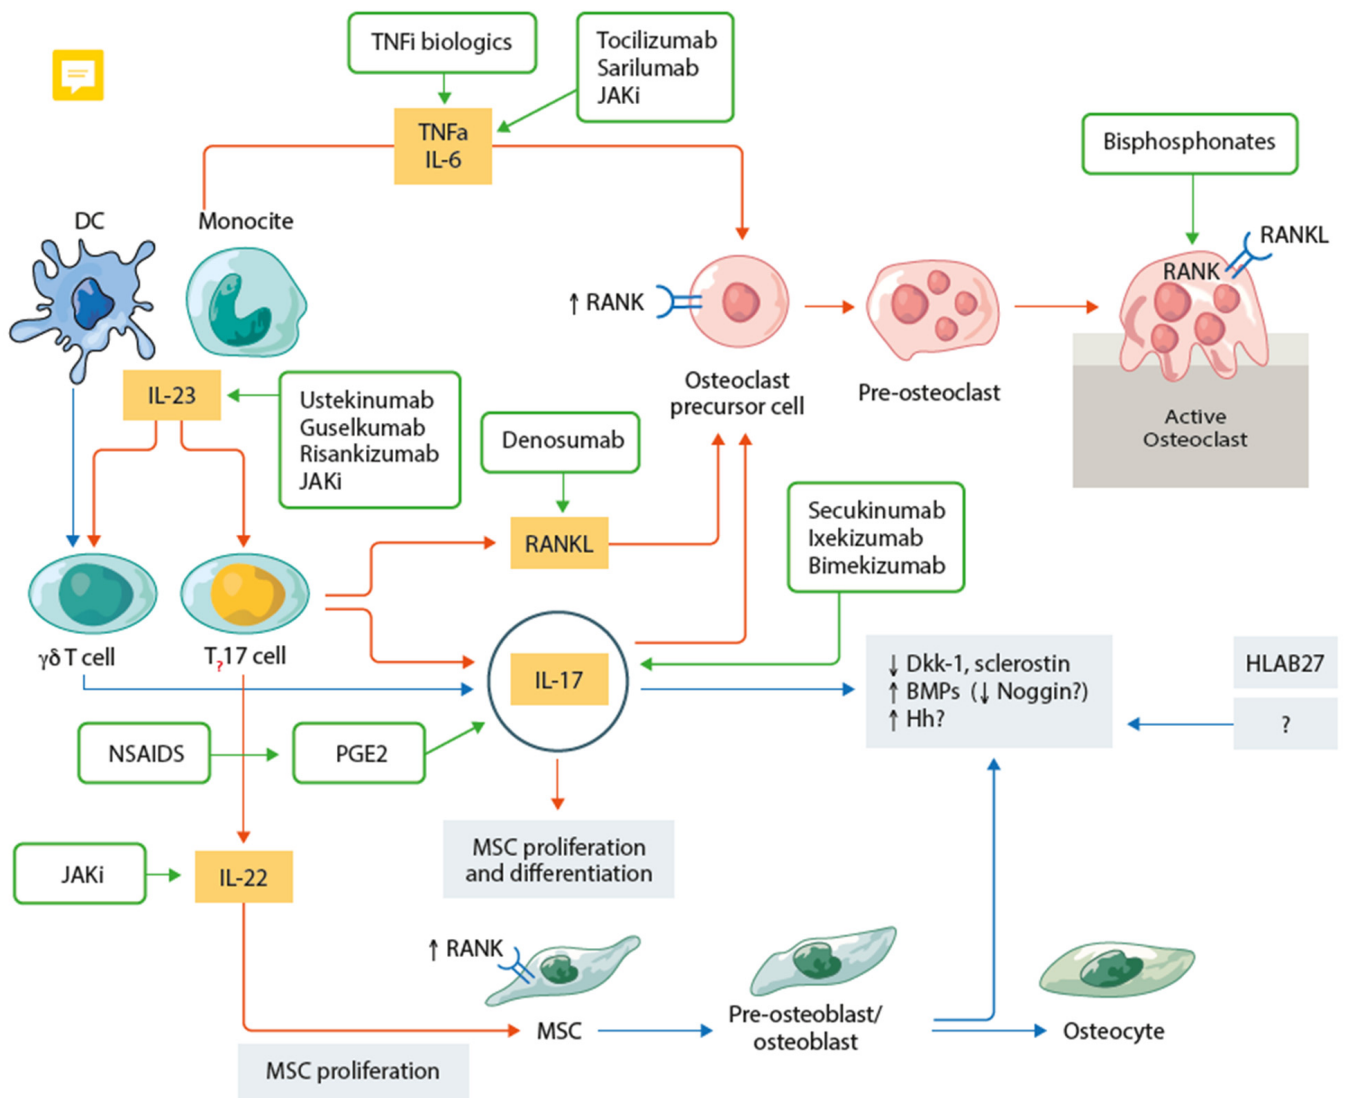 TNFi biologics
Tocilizumab
Sarilumab
JAKi
TNFa
IL-6
Bisphosphonates
DC
Monocite
RANKL
RANK
↑ RANK
Osteoclast
precursor cell
Pre-osteoclast
Active
Osteoclast
IL-23
Ustekinumab
Guselkumab
Risankizumab
JAKi
Denosumab
RANKL
Secukinumab
Ixekizumab
Bimekizumab
γδ T cell
T?17 cell
IL-17
↓ Dkk-1, sclerostin
↑ BMPs (↓ Noggin?)
↑ Hh?
HLAB27
?
NSAIDS
PGE2
MSC proliferation
and differentiation
JAKi
IL-22
↑ RANK
MSC
Pre-osteoblast/
osteoblast
Osteocyte
MSC proliferation